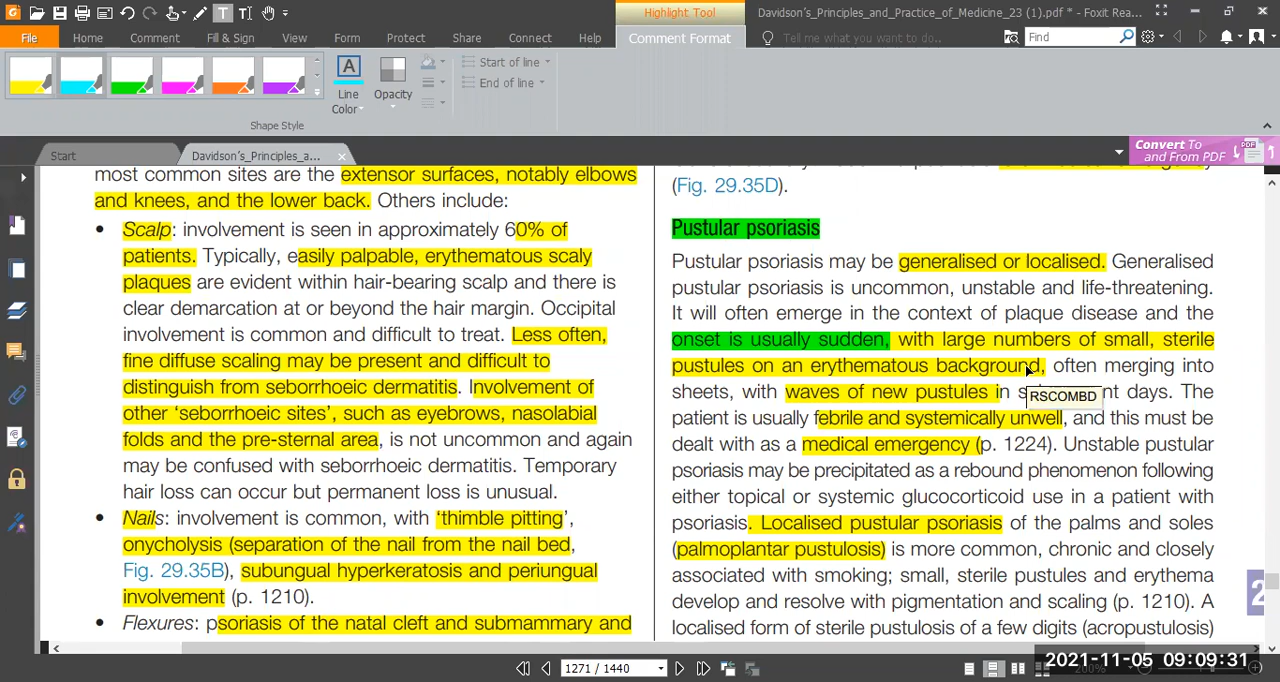 Highlight Tool
Davidson's_Principles_and_Practice_of_Medicine_23 (1).pdf * - Foxit Rea...
File
Home
Comment
Fill & Sign
View
Form
Protect
Share
Connect
Help
Comment Format
Tell me what you want to do..
Find
Line
Color
Opacity
Start of line
End of line
Shape Style
Start
Davidson's_Principles_a...
Convert To
and From PDF
PDF
most common sites are the extensor surfaces, notably elbows
and knees, and the lower back. Others include:
• Scalp: involvement is seen in approximately 60% of
patients. Typically, easily palpable, erythematous scaly
plaques are evident within hair-bearing scalp and there is
clear demarcation at or beyond the hair margin. Occipital
involvement is common and difficult to treat. Less often,
fine diffuse scaling may be present and difficult to
distinguish from seborrhoeic dermatitis. Involvement of
other 'seborrhoeic sites', such as eyebrows, nasolabial
folds and the pre-sternal area, is not uncommon and again
may be confused with seborrhoeic dermatitis. Temporary
hair loss can occur but permanent loss is unusual.
• Nails: involvement is common, with 'thimble pitting',
onycholysis (separation of the nail from the nail bed,
Fig. 29.35B), subungual hyperkeratosis and periungual
involvement (p. 1210).
• Flexures: psoriasis of the natal cleft and submammary and
(Fig. 29.35D).
Pustular psoriasis
Pustular psoriasis may be generalised or localised. Generalised
pustular psoriasis is uncommon, unstable and life-threatening.
It will often emerge in the context of plaque disease and the
onset is usually sudden, with large numbers of small, sterile
pustules on an erythematous background, often merging into
sheets, with waves of new pustules in days. The
RSCOMBD
patient is usually febrile and systemically unwell, and this must be
dealt with as a medical emergency (p. 1224). Unstable pustular
psoriasis may be precipitated as a rebound phenomenon following
either topical or systemic glucocorticoid use in a patient with
psoriasis. Localised pustular psoriasis of the palms and soles
(palmoplantar pustulosis) is more common, chronic and closely
associated with smoking; small, sterile pustules and erythema
develop and resolve with pigmentation and scaling (p. 1210). A
localised form of sterile pustulosis of a few digits (acropustulosis)
2
1271 / 1440
2021-11-05 09:09:31